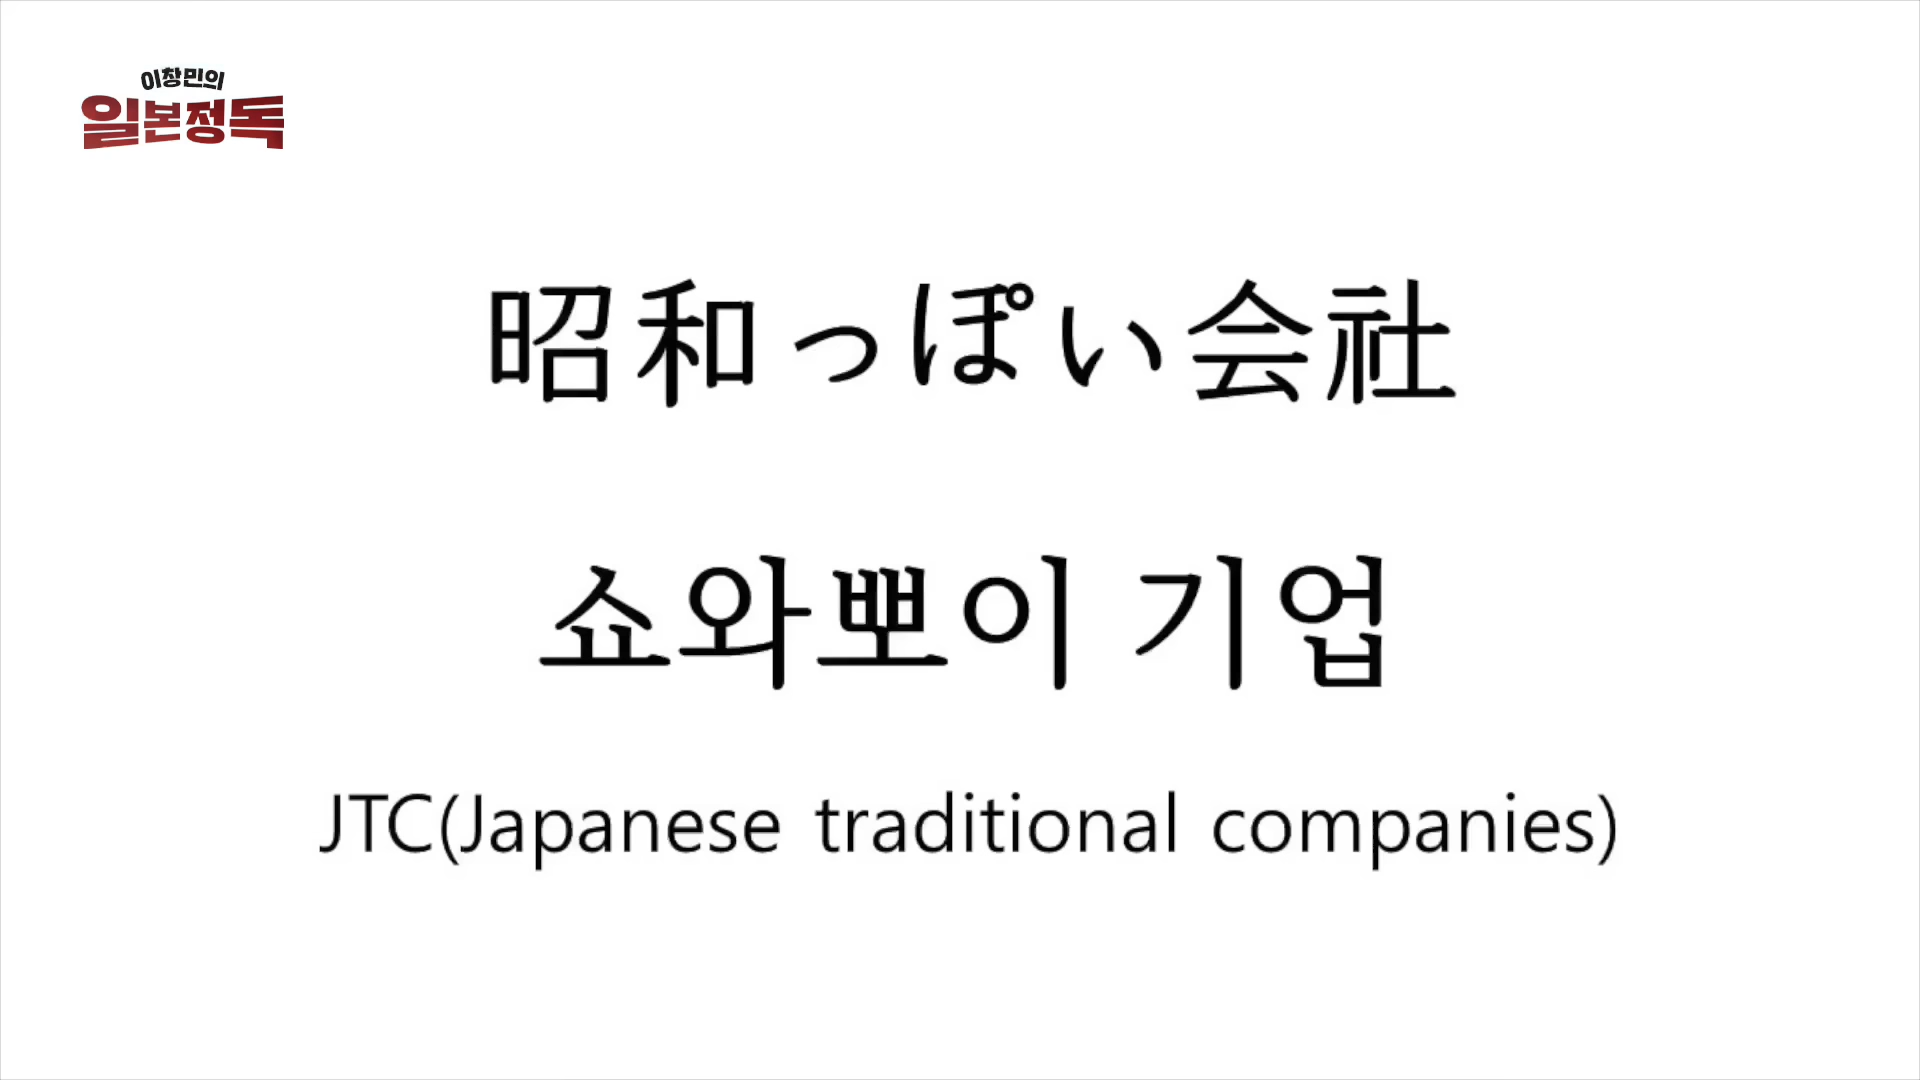 이창민의
일본정독
昭和っぽい会社
쇼와뽀이 기업
JTC(Japanese traditional companies)